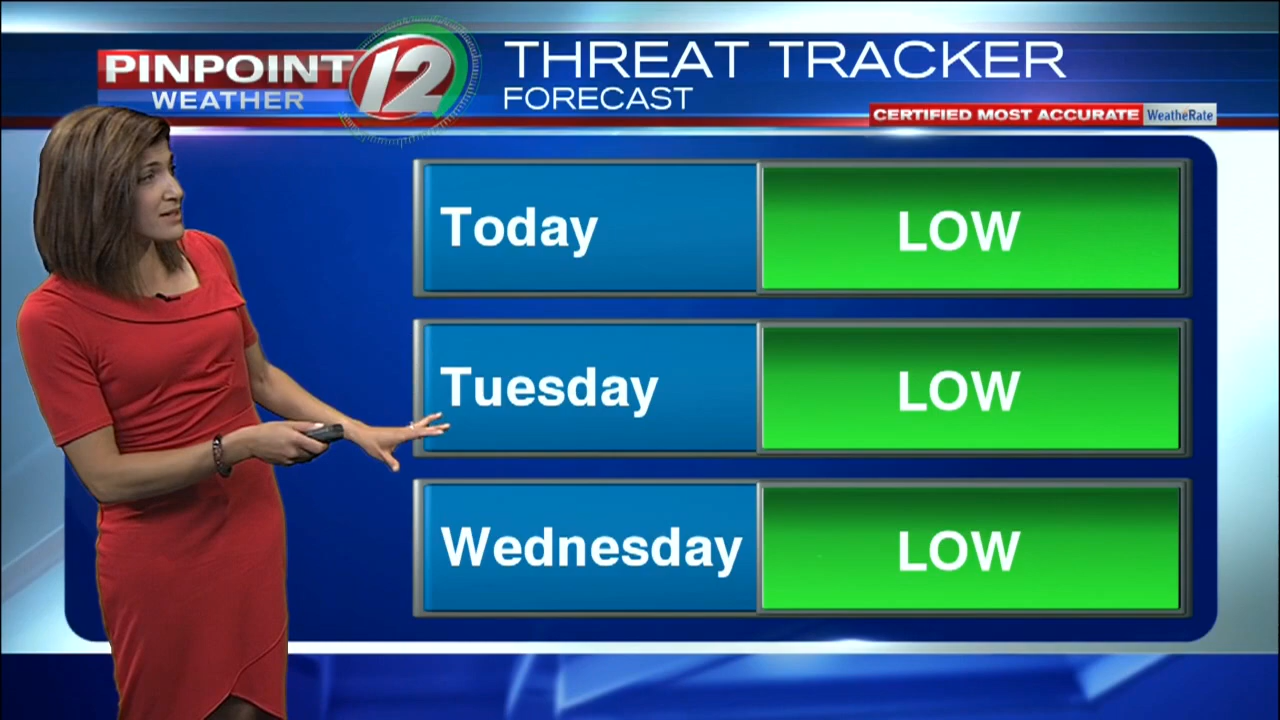 PINPOINT
WEATHER
12
THREAT TRACKER
FORECAST
CERTIFIED MOST ACCURATE
WeatheRate
Today
LOW
Tuesday
LOW
Wednesday
LOW